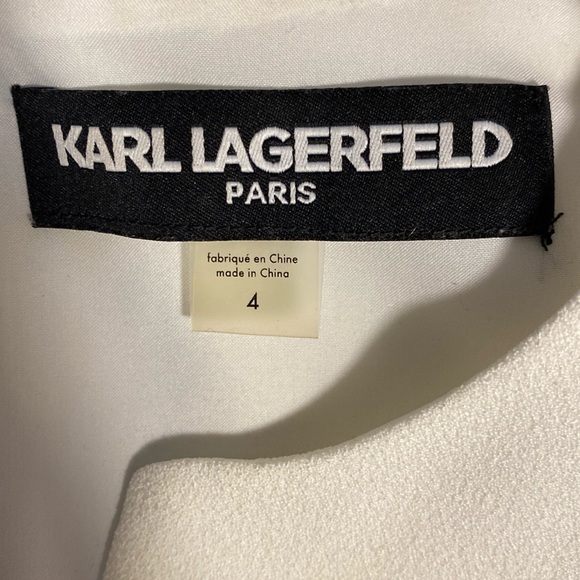 KARL LAGERFELD
PARIS
fabriqué en Chine
made in China
4